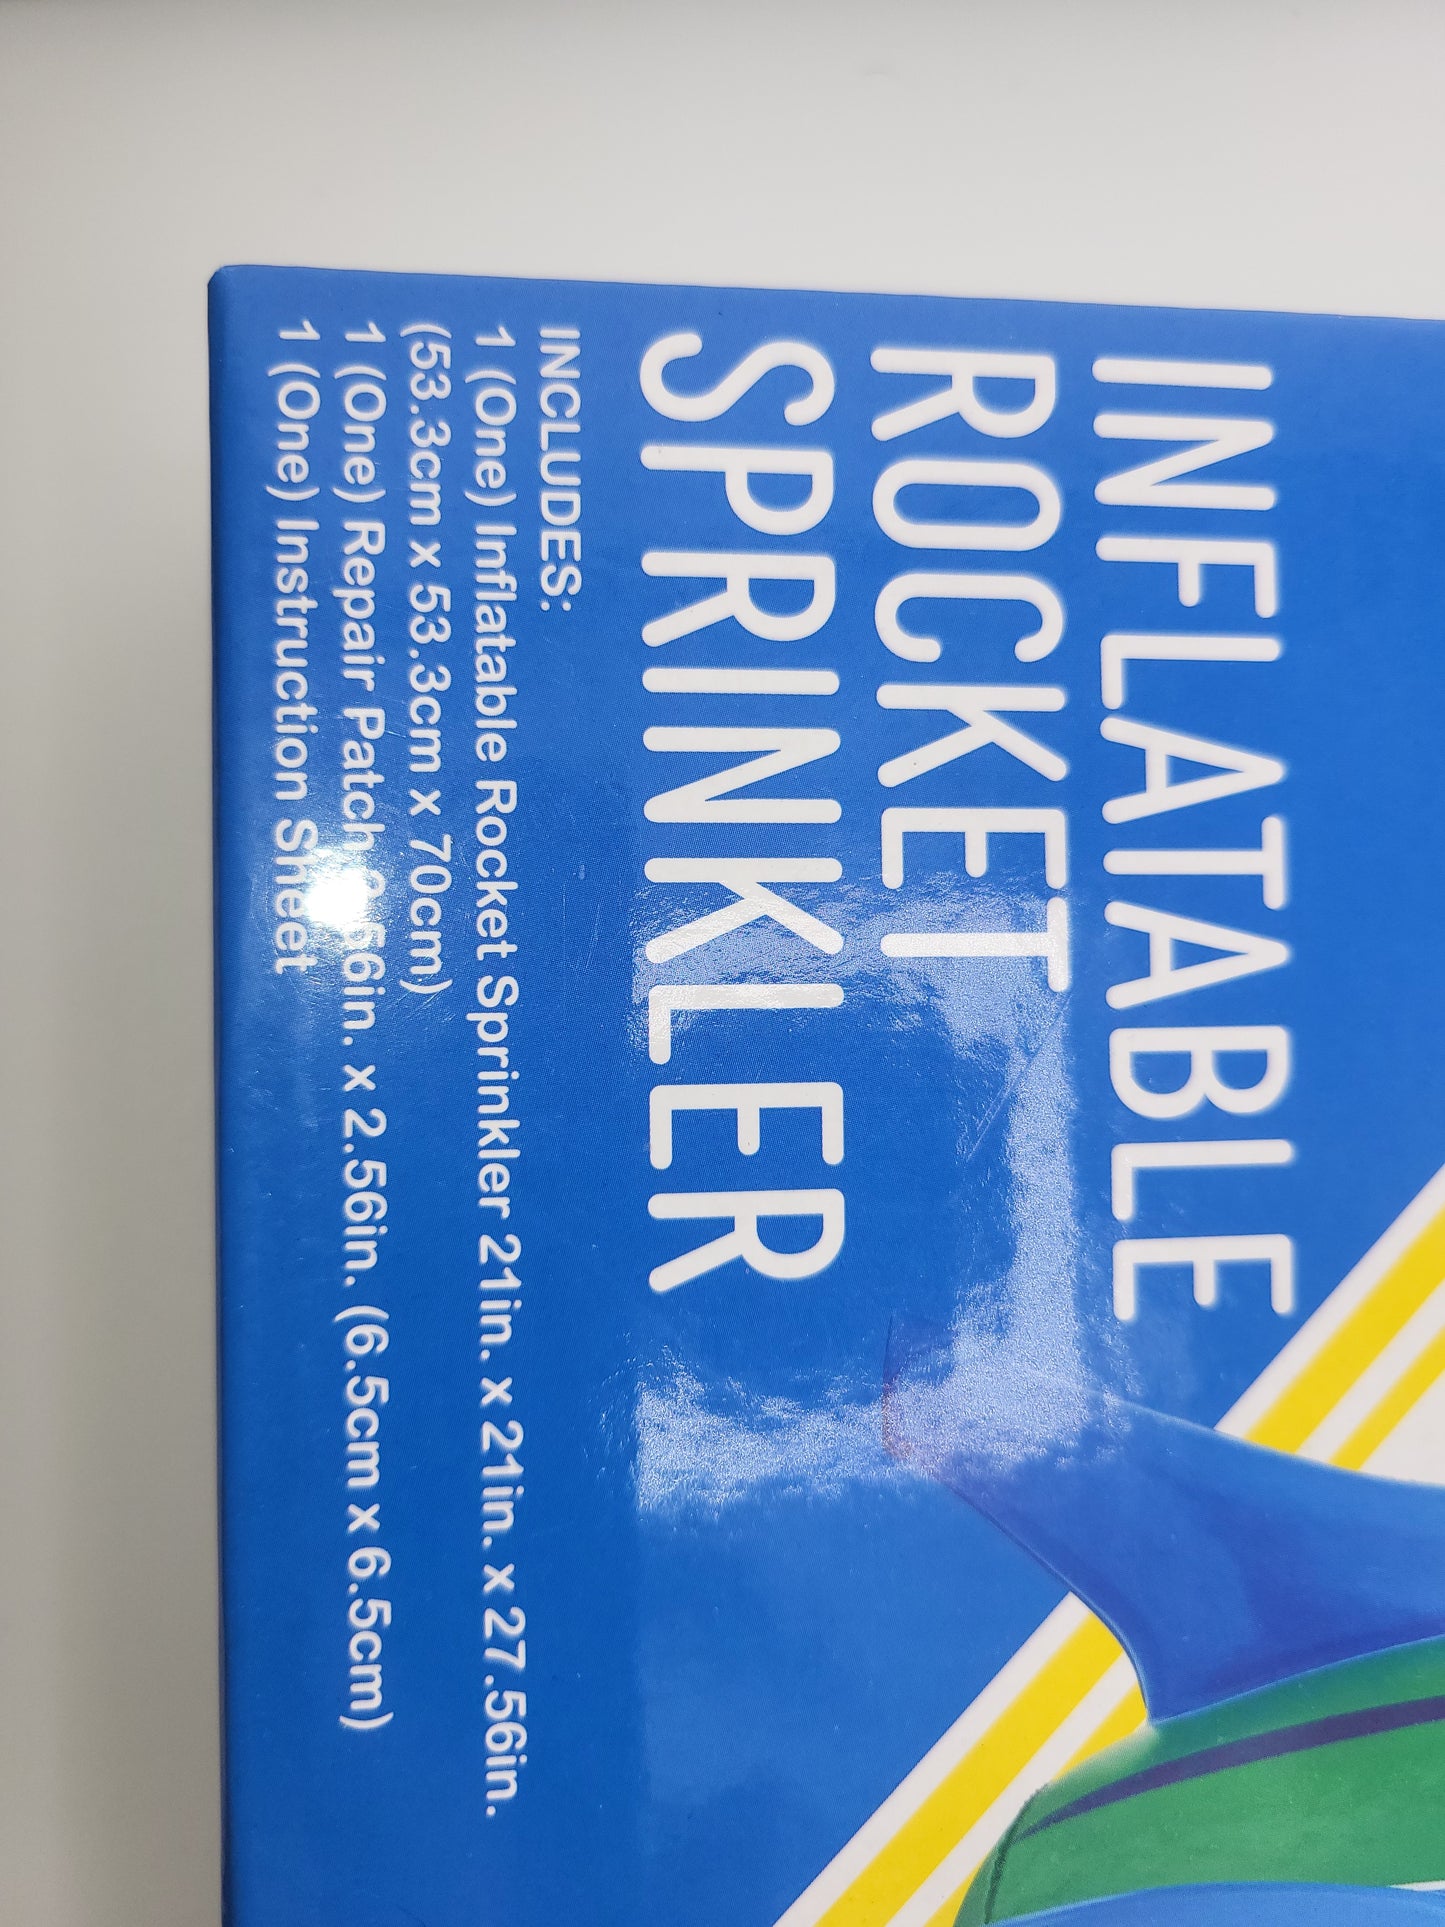 INFLATABLE
ROCKET
SPRINKLER
INCLUDES:
1 (One) Inflatable Rocket Sprinkler 21in. x 21in. x 27.56in.
(53.3cm x 53.3cm x 70cm)
1 (One) Repair Patch 2.56in. x 2.56in. (6.5cm x 6.5cm)
1 (One) Instruction Sheet